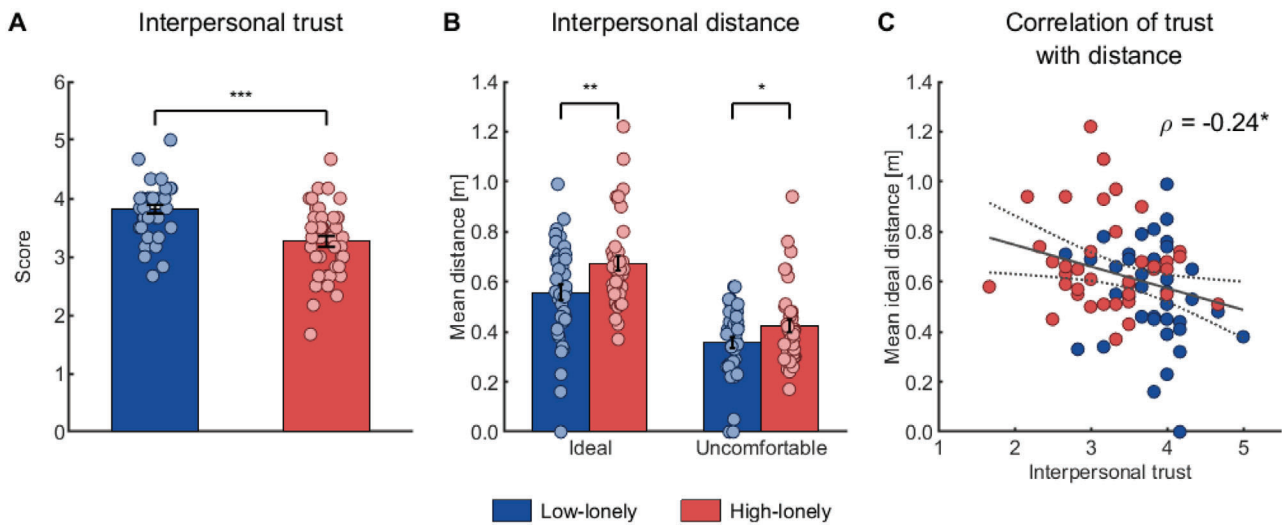 A
Interpersonal trust
Score
6
5
4
3
2
1
0
***
B
Interpersonal distance
Mean distance [m]
1.4
1.2
1.0
0.8
0.6
0.4
0.2
0.0
**
*
Ideal
Uncomfortable
C
Correlation of trust
with distance
Mean ideal distance [m]
1.4
1.2
1.0
0.8
0.6
0.4
0.2
0.0
ρ = -0.24*
1
2
3
4
5
Interpersonal trust
Low-lonely
High-lonely